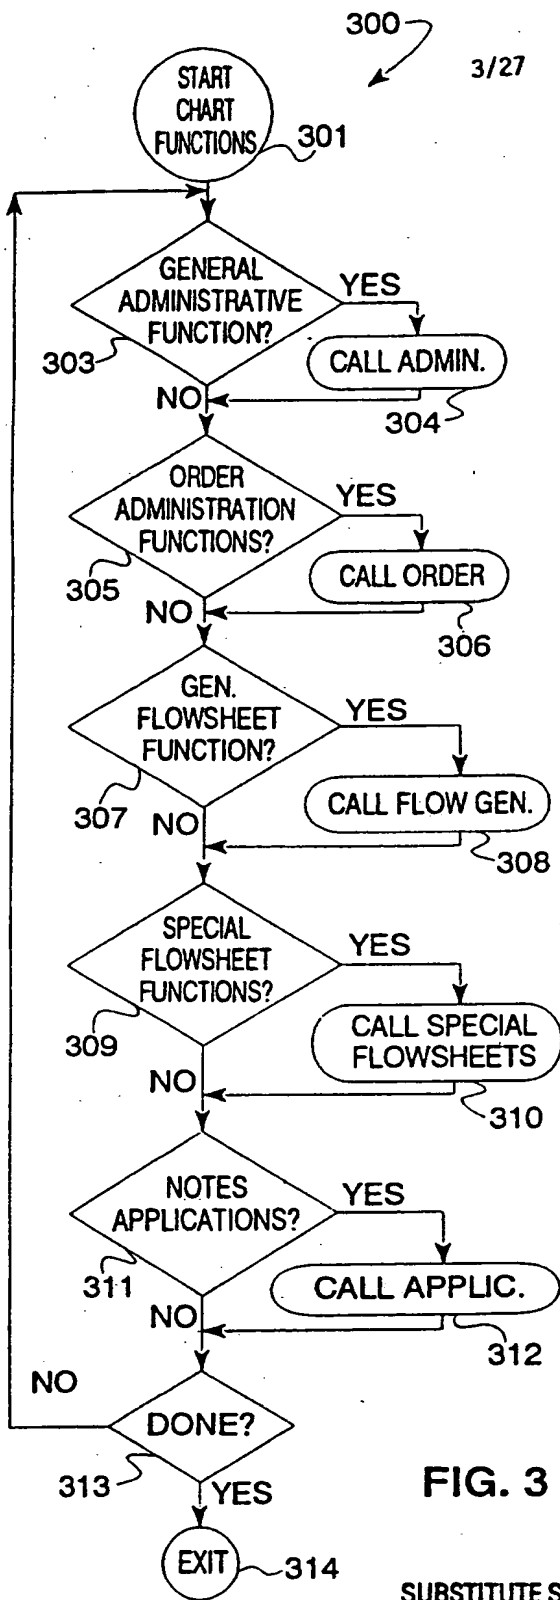 300
3/27
START
CHART
FUNCTIONS
301
GENERAL
ADMINISTRATIVE
FUNCTION?
YES
303
CALL ADMIN.
NO
304
ORDER
ADMINISTRATION
FUNCTIONS?
YES
305
CALL ORDER
NO
306
GEN.
FLOWSHEET
FUNCTION?
YES
307
CALL FLOW GEN.
NO
308
SPECIAL
FLOWSHEET
FUNCTIONS?
YES
309
CALL SPECIAL
FLOWSHEETS
NO
310
NOTES
APPLICATIONS?
YES
311
CALL APPLIC.
NO
312
NO
DONE?
313
YES
FIG. 3
EXIT
314
SUBSTITUTE S